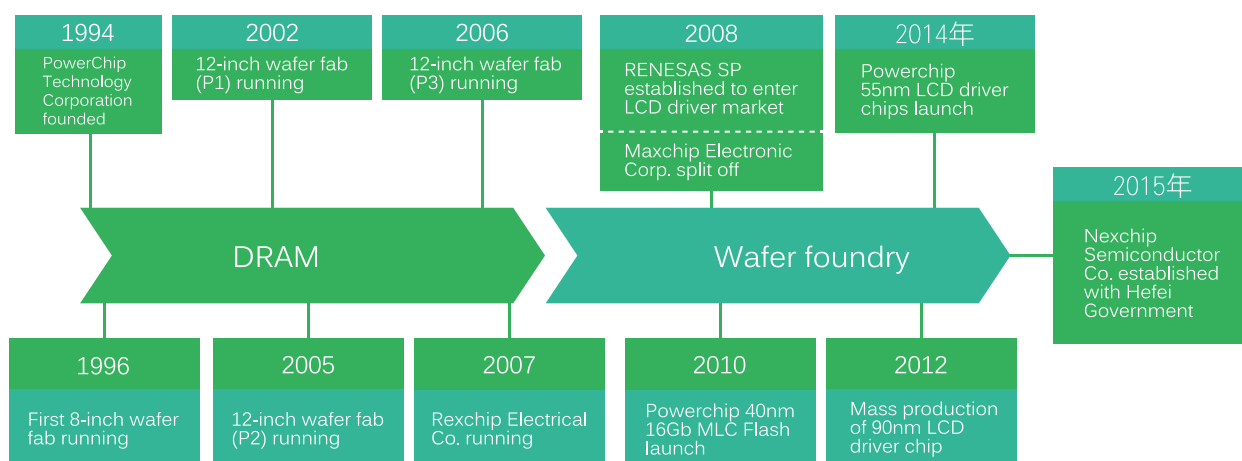 1994
PowerChip
Technology
Corporation
founded
2002
12-inch wafer fab
(P1) running
2006
12-inch wafer fab
(P3) running
2008
RENESAS SP
established to enter
LCD driver market
Maxchip Electronic
Corp. split off
2014年
Powerchip
55nm LCD driver
chips launch
2015年
Nexchip
Semiconductor
Co. established
with Hefei
Government
DRAM
Wafer foundry
1996
First 8-inch wafer
fab running
2005
12-inch wafer fab
(P2) running
2007
Rexchip Electrical
Co. running
2010
Powerchip 40nm
16Gb MLC Flash
launch
2012
Mass production
of 90nm LCD
driver chip